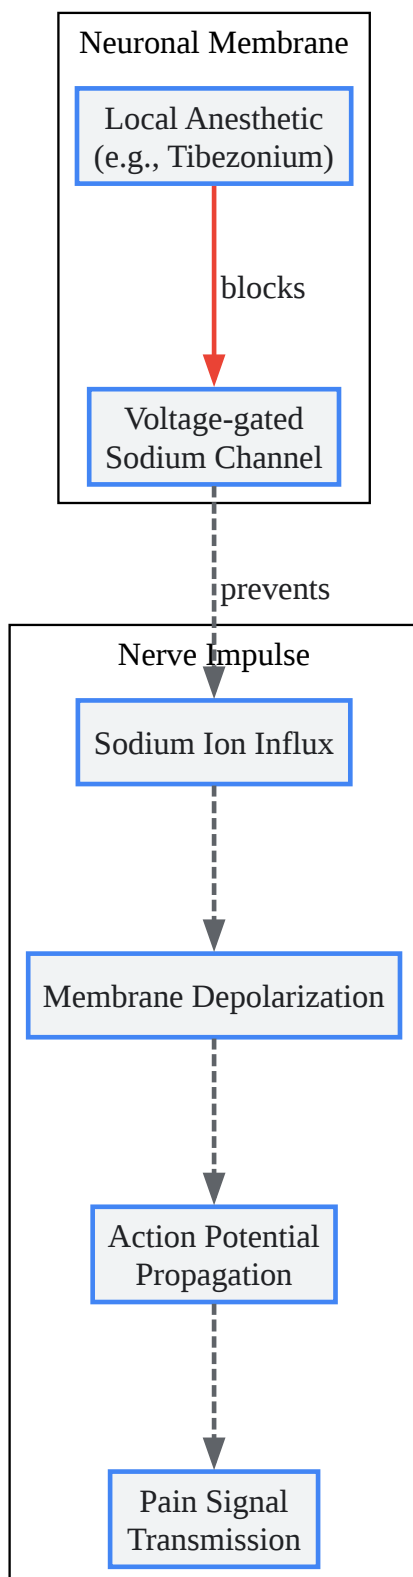 Neuronal Membrane
Local Anesthetic
(e.g., Tibezonium)
blocks
Voltage-gated
Sodium Channel
prevents
Nerve Impulse
Sodium Ion Influx
Membrane Depolarization
Action Potential
Propagation
Pain Signal
Transmission